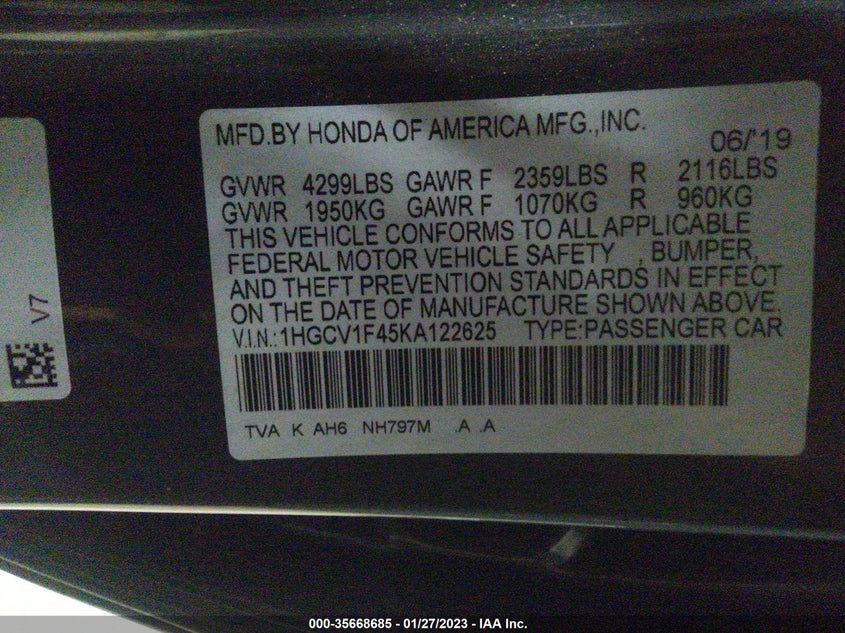 MFD.BY HONDA OF AMERICA MFG.,INC.
06/'19
GVWR 4299LBS GAWR F 2359LBS R 2116LBS
GVWR 1950KG GAWR F 1070KG R 960KG
THIS VEHICLE CONFORMS TO ALL APPLICABLE
FEDERAL MOTOR VEHICLE SAFETY , BUMPER,
AND THEFT PREVENTION STANDARDS IN EFFECT
ON THE DATE OF MANUFACTURE SHOWN ABOVE.
V.I.N.:1HGCV1F45KA122625 TYPE:PASSENGER CAR
TVA K AH6 NH797M .A .A
V7
000-35668685 - 01/27/2023 - IAA Inc.